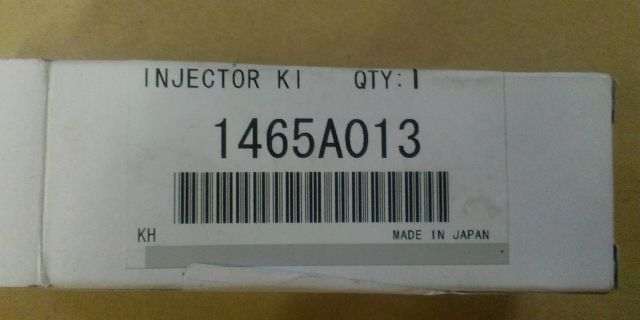 INJECTOR KI QTY:1
1465A013
KH MADE IN JAPAN